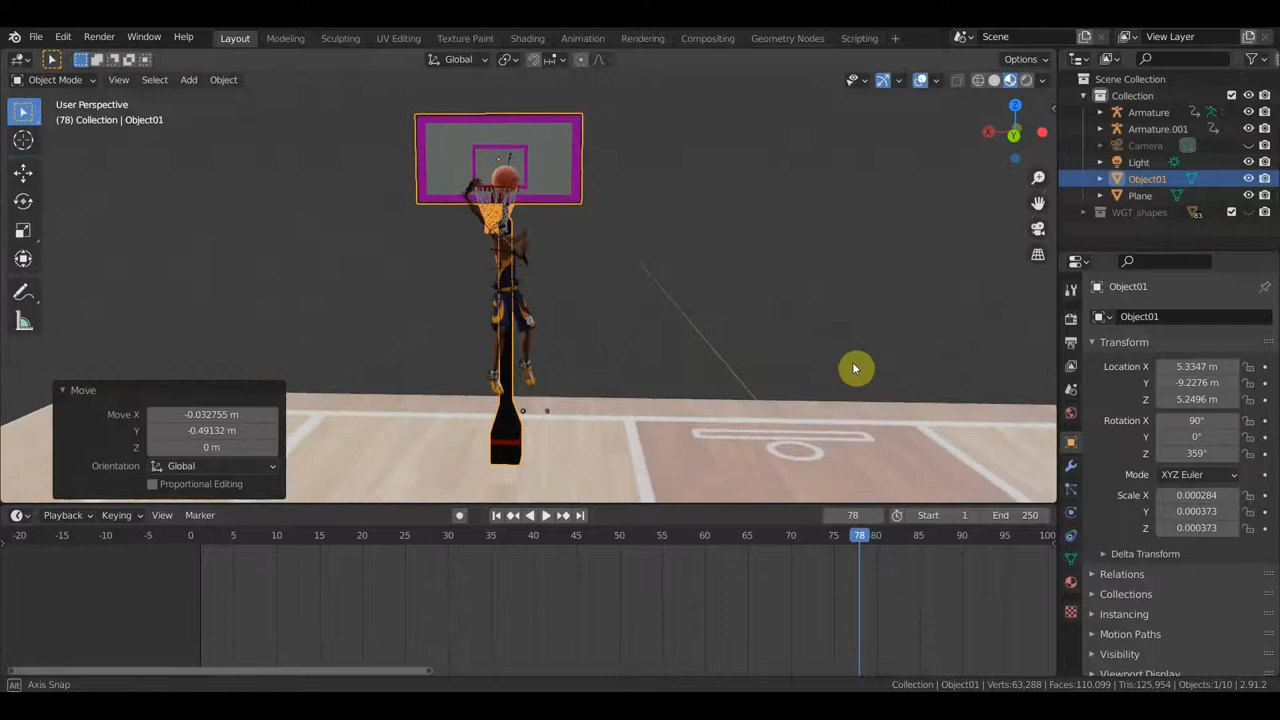 File Edit Render Window Help Layout Modeling Sculpting UV Editing Texture Paint Shading Animation Rendering Compositing Geometry Nodes Scripting + Scene View Layer
Global Options
Object Mode View Select Add Object
User Perspective
(78) Collection | Object01
Z
X
Y
Scene Collection
Collection
Armature
Armature.001
Camera
Light
Object01
Plane
WGT_shapes 83
Object01
Object01
Transform
Location X 5.3347 m
Y -9.2276 m
Z 5.2496 m
Rotation X 90°
Y 0°
Z 359°
Mode XYZ Euler
Scale X 0.000284
Y 0.000373
Z 0.000373
Delta Transform
Relations
Collections
Instancing
Motion Paths
Visibility
Viewport Display
Move
Move X -0.032755 m
Y -0.49132 m
Z 0 m
Orientation Global
Proportional Editing
Playback Keying View Marker 78 Start 1 End 250
-20 -15 -10 -5 0 5 10 15 20 25 30 35 40 45 50 55 60 65 70 75 78 80 85 90 95 100
Alt Axis Snap Collection | Object01 | Verts:63,288 | Faces:110,099 | Tris:125,954 | Objects:1/10 | 2.91.2